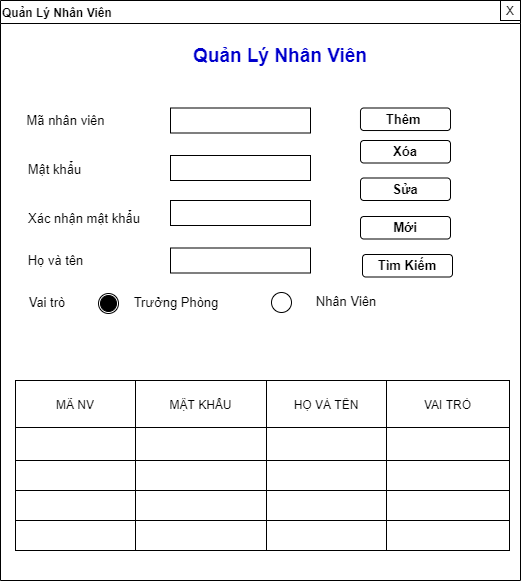 Quản Lý Nhân Viên
X
Quản Lý Nhân Viên
Mã nhân viên
Thêm
Xóa
Mật khẩu
Sửa
Xác nhận mật khẩu
Mới
Họ và tên
Tìm Kiếm
Vai trò
Trưởng Phòng
Nhân Viên
MÃ NV
MẬT KHẨU
HỌ VÀ TÊN
VAI TRÒ